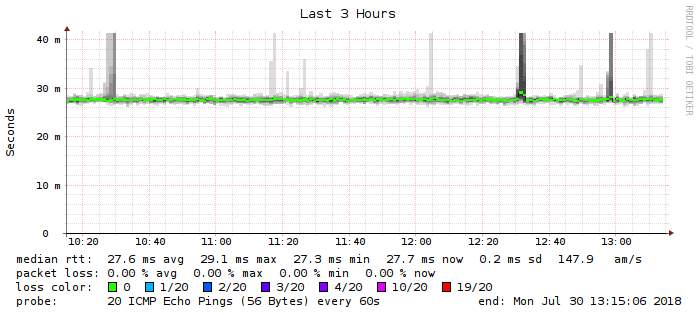 Last 3 Hours
RRDTOOL / TOBI OETIKER
Seconds
40 m
30 m
20 m
10 m
0
10:20 10:40 11:00 11:20 11:40 12:00 12:20 12:40 13:00
median rtt: 27.6 ms avg 29.1 ms max 27.3 ms min 27.7 ms now 0.2 ms sd 147.9 am/s
packet loss: 0.00 % avg 0.00 % max 0.00 % min 0.00 % now
loss color: 0 1/20 2/20 3/20 4/20 10/20 19/20
probe: 20 ICMP Echo Pings (56 Bytes) every 60s end: Mon Jul 30 13:15:06 2018